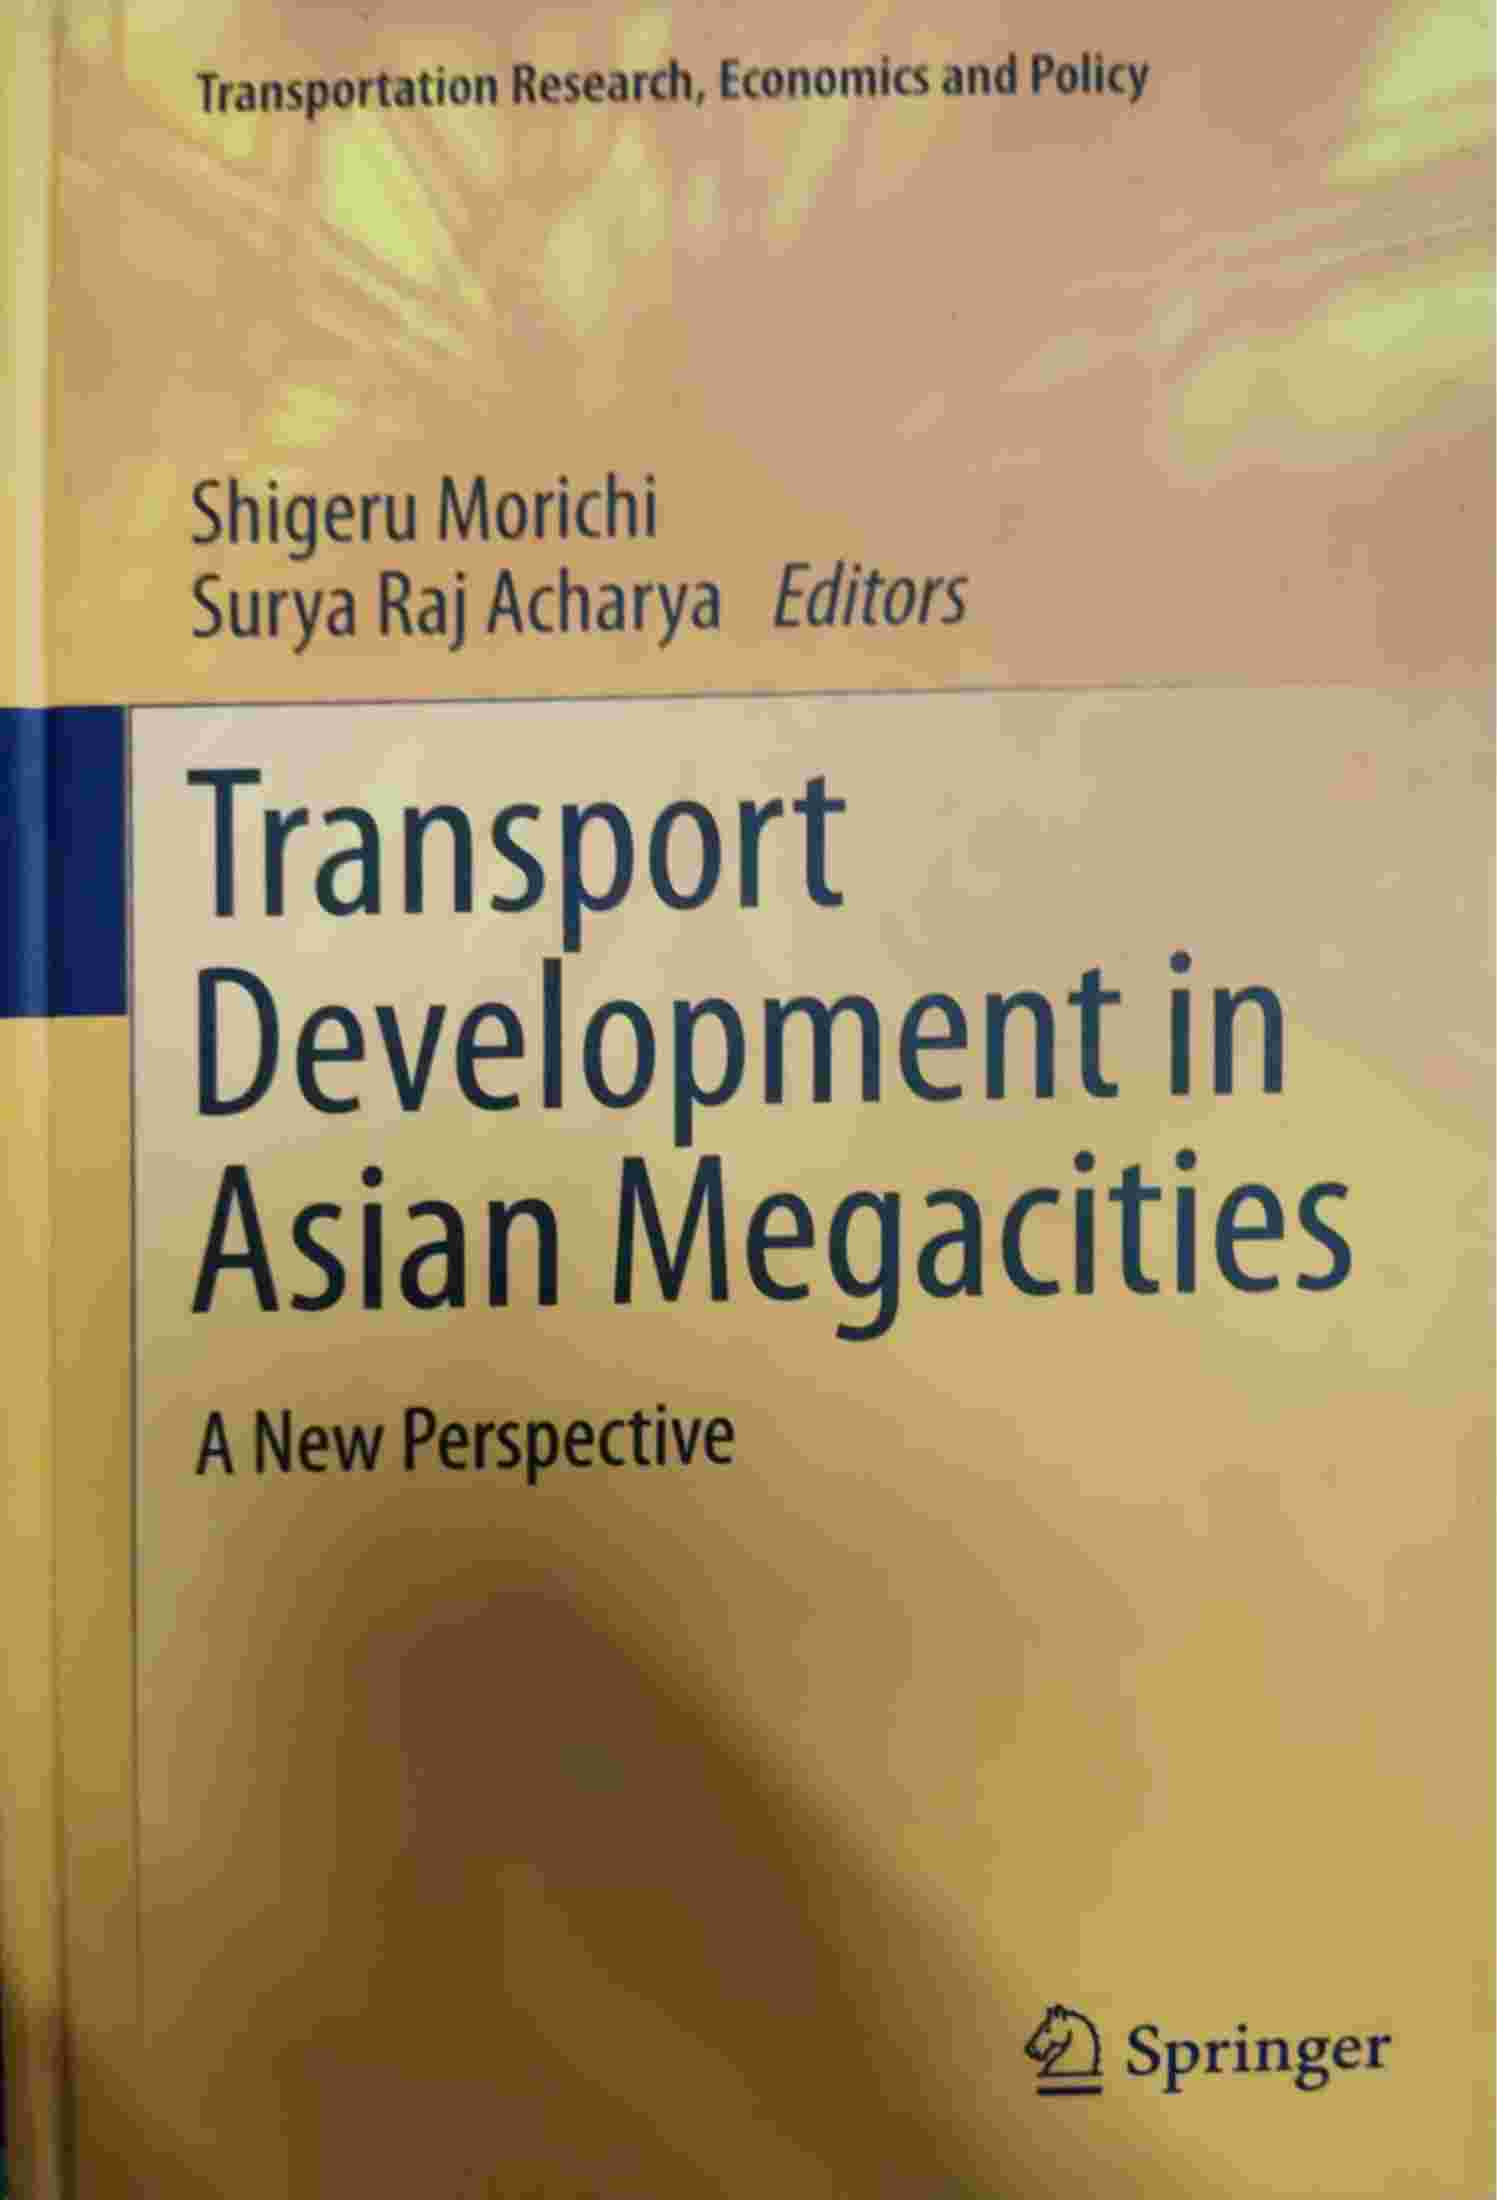 Transportation Research, Economics and Policy
Shigeru Morichi
Surya Raj Acharya Editors
Transport
Development in
Asian Megacities
A New Perspective
Springer